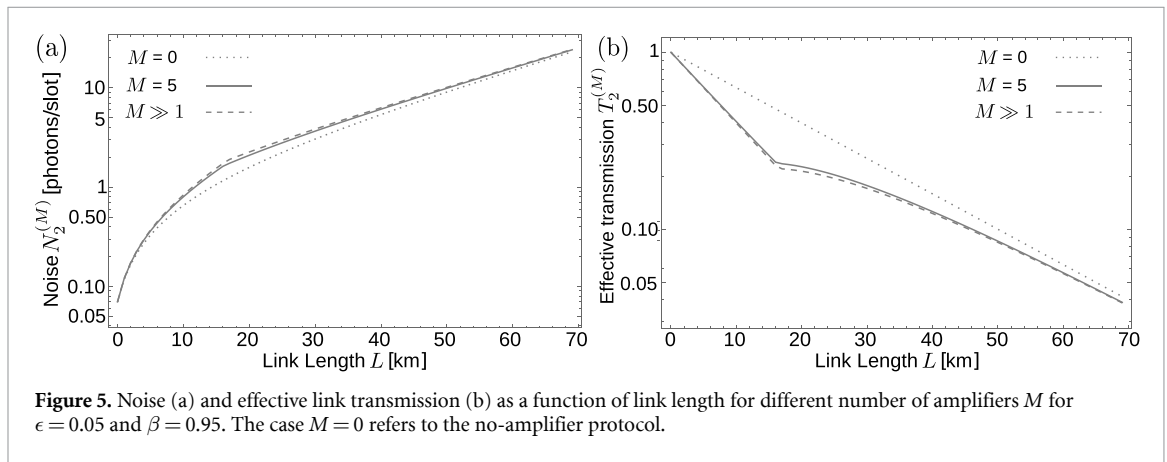 (a)
M = 0
M = 5
M ≫ 1
Noise N₂⁽ᴹ⁾ [photons/slot]
10
5
1
0.50
0.10
0.05
0 10 20 30 40 50 60 70
Link Length L [km]
(b)
M = 0
M = 5
M ≫ 1
Effective transmission T₂⁽ᴹ⁾
1
0.50
0.10
0.05
0 10 20 30 40 50 60 70
Link Length L [km]
Figure 5. Noise (a) and effective link transmission (b) as a function of link length for different number of amplifiers M for
ϵ = 0.05 and β = 0.95. The case M = 0 refers to the no-amplifier protocol.